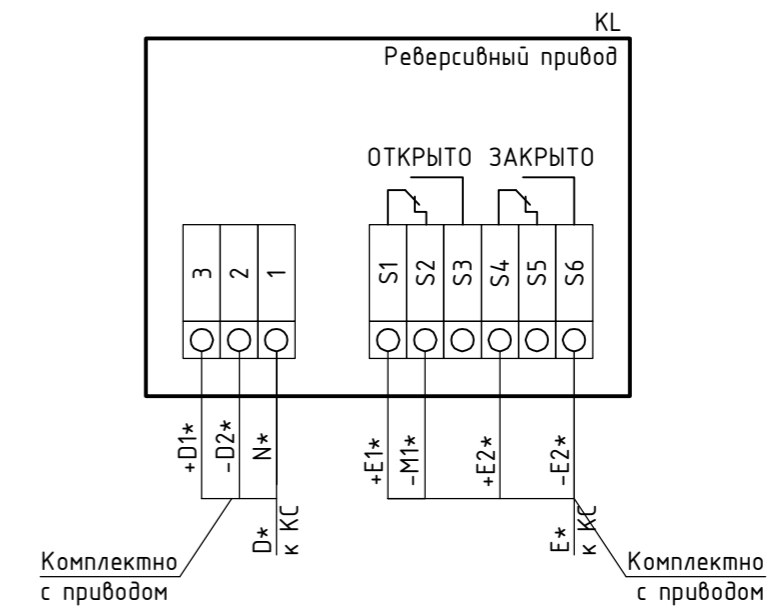 KL
Реверсивный привод
ОТКРЫТО ЗАКРЫТО
3 2 1 S1 S2 S3 S4 S5 S6
+D1* -D2* N* +E1* -M1* +E2* -E2*
D*
к КС
E*
к КС
Комплектно
с приводом
Комплектно
с приводом